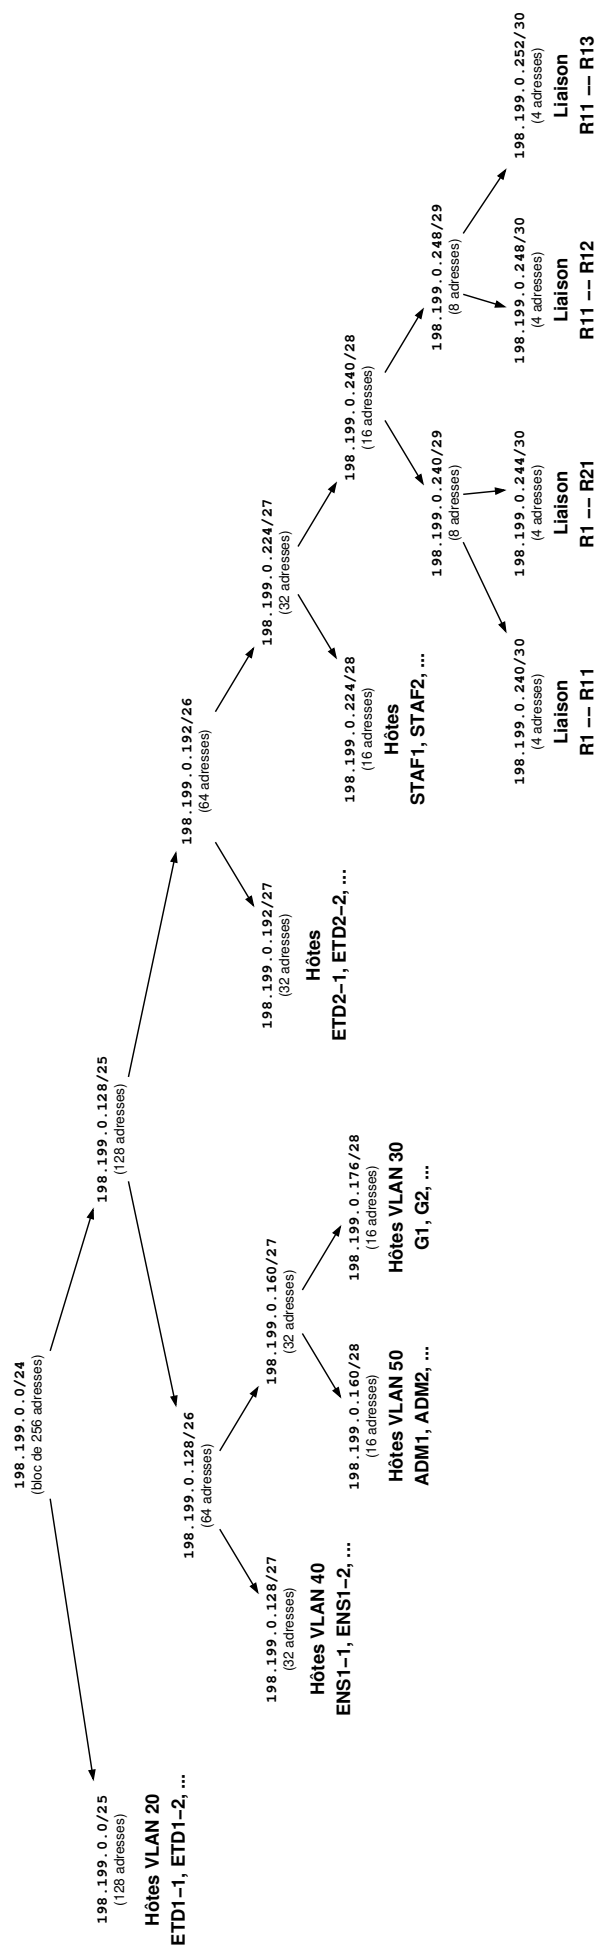 198.199.0.0/24
(bloc de 256 adresses)
198.199.0.0/25
(128 adresses)
Hôtes VLAN 20
ETD1−1, ETD1−2, ...
198.199.0.128/25
(128 adresses)
198.199.0.128/26
(64 adresses)
198.199.0.192/26
(64 adresses)
198.199.0.128/27
(32 adresses)
Hôtes VLAN 40
ENS1−1, ENS1−2, ...
198.199.0.160/27
(32 adresses)
198.199.0.192/27
(32 adresses)
Hôtes
ETD2−1, ETD2−2, ...
198.199.0.224/27
(32 adresses)
198.199.0.160/28
(16 adresses)
Hôtes VLAN 50
ADM1, ADM2, ...
198.199.0.176/28
(16 adresses)
Hôtes VLAN 30
G1, G2, ...
198.199.0.224/28
(16 adresses)
Hôtes
STAF1, STAF2, ...
198.199.0.240/28
(16 adresses)
198.199.0.240/29
(8 adresses)
198.199.0.248/29
(8 adresses)
198.199.0.240/30
(4 adresses)
Liaison
R1 −− R11
198.199.0.244/30
(4 adresses)
Liaison
R1 −− R21
198.199.0.248/30
(4 adresses)
Liaison
R11 −− R12
198.199.0.252/30
(4 adresses)
Liaison
R11 −− R13